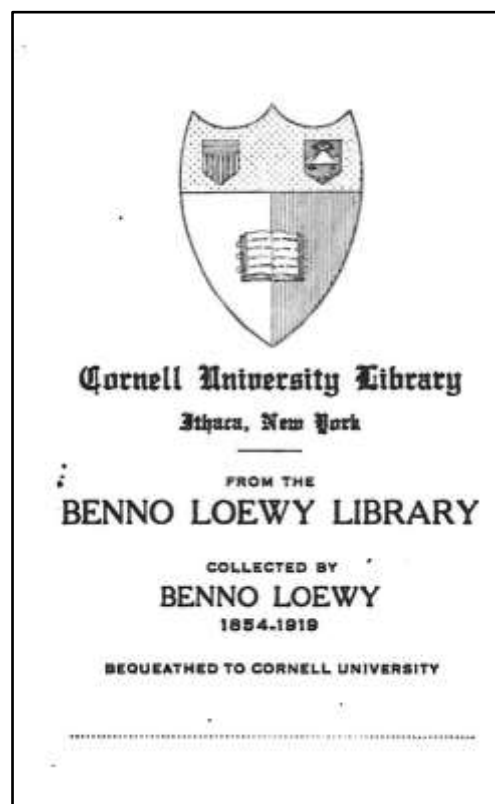 Cornell University Library
Ithaca, New York
FROM THE
BENNO LOEWY LIBRARY
COLLECTED BY
BENNO LOEWY
1854-1919
BEQUEATHED TO CORNELL UNIVERSITY